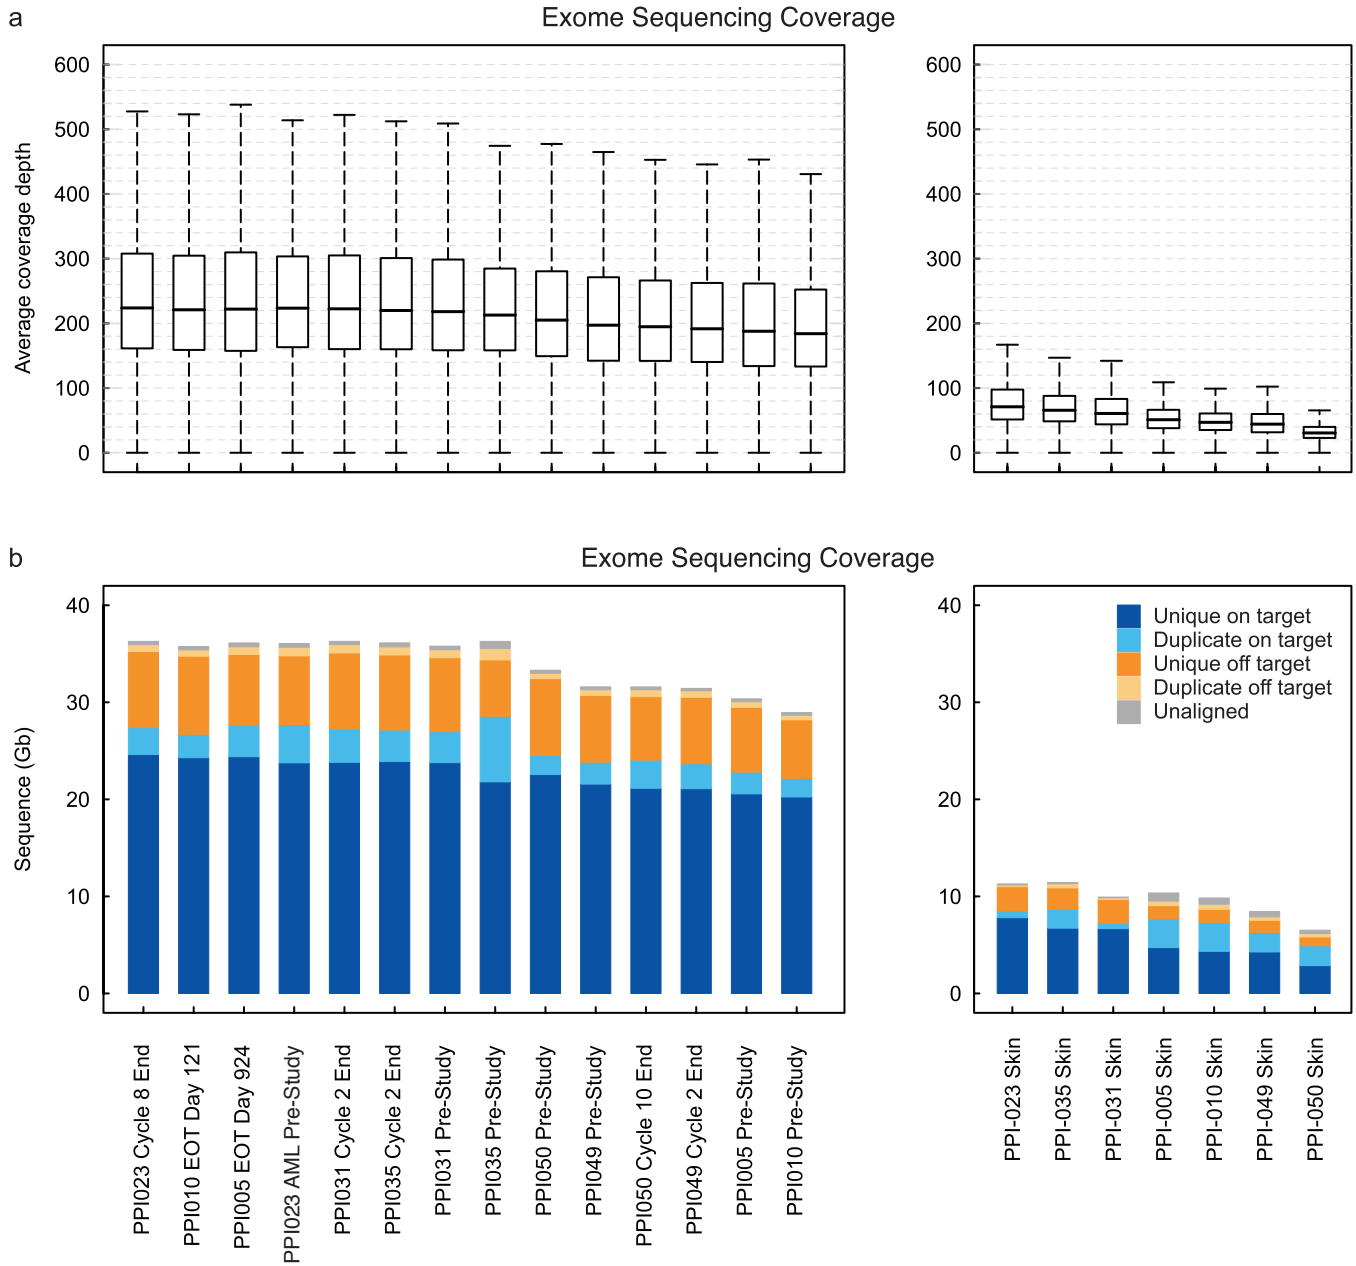 a
Exome Sequencing Coverage
Average coverage depth
600
500
400
300
200
100
0
600
500
400
300
200
100
0
b
Exome Sequencing Coverage
Sequence (Gb)
40
30
20
10
0
40
30
20
10
0
Unique on target
Duplicate on target
Unique off target
Duplicate off target
Unaligned
PPI023 Cycle 8 End
PPI010 EOT Day 121
PPI005 EOT Day 924
PPI023 AML Pre-Study
PPI031 Cycle 2 End
PPI035 Cycle 2 End
PPI031 Pre-Study
PPI035 Pre-Study
PPI050 Pre-Study
PPI049 Pre-Study
PPI050 Cycle 10 End
PPI049 Cycle 2 End
PPI005 Pre-Study
PPI010 Pre-Study
PPI-023 Skin
PPI-035 Skin
PPI-031 Skin
PPI-005 Skin
PPI-010 Skin
PPI-049 Skin
PPI-050 Skin